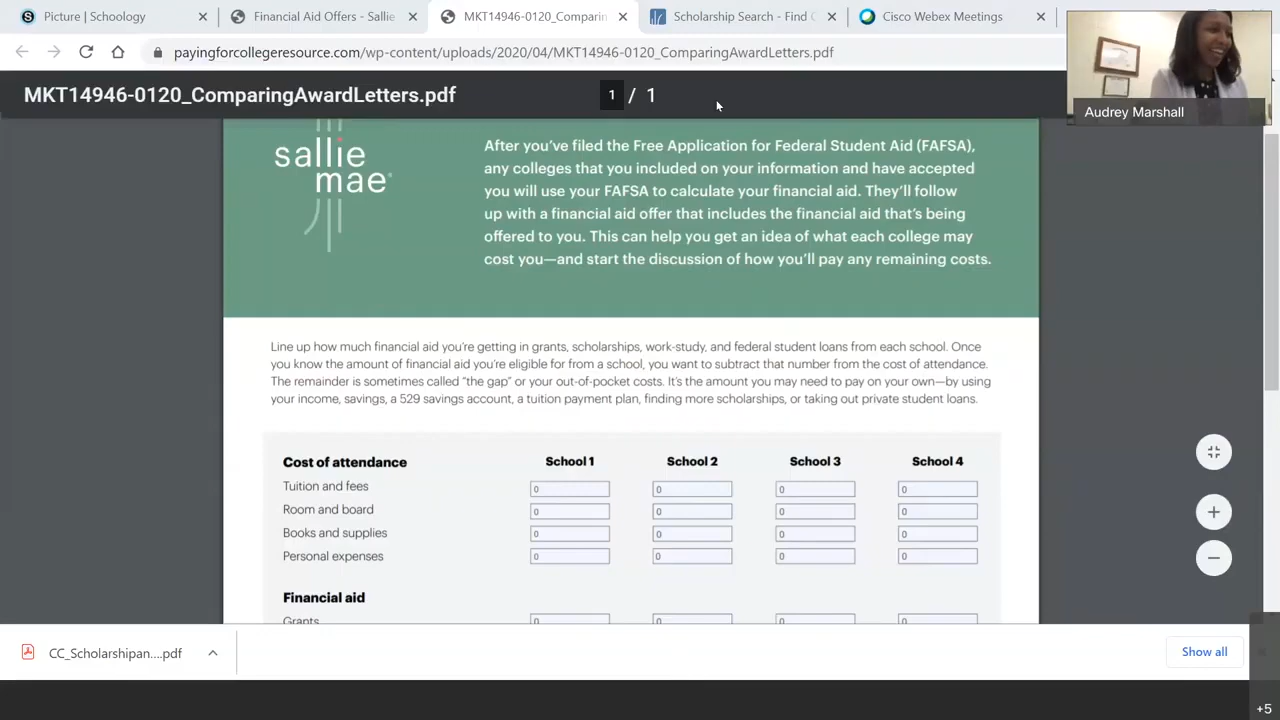 Picture | Schoology
Financial Aid Offers - Sallie
MKT14946-0120_Comparin
Scholarship Search - Find C
Cisco Webex Meetings
payingforcollegeresource.com/wp-content/uploads/2020/04/MKT14946-0120_ComparingAwardLetters.pdf
MKT14946-0120_ComparingAwardLetters.pdf
1 / 1
Audrey Marshall
sallie
mae
After you've filed the Free Application for Federal Student Aid (FAFSA),
any colleges that you included on your information and have accepted
you will use your FAFSA to calculate your financial aid. They'll follow
up with a financial aid offer that includes the financial aid that's being
offered to you. This can help you get an idea of what each college may
cost you—and start the discussion of how you'll pay any remaining costs.
Line up how much financial aid you're getting in grants, scholarships, work-study, and federal student loans from each school. Once
you know the amount of financial aid you're eligible for from a school, you want to subtract that number from the cost of attendance.
The remainder is sometimes called "the gap" or your out-of-pocket costs. It's the amount you may need to pay on your own—by using
your income, savings, a 529 savings account, a tuition payment plan, finding more scholarships, or taking out private student loans.
Cost of attendance School 1 School 2 School 3 School 4
Tuition and fees 0 0 0 0
Room and board 0 0 0 0
Books and supplies 0 0 0 0
Personal expenses 0 0 0 0
Financial aid
Grants 0 0 0 0
CC_Scholarshipan....pdf
Show all
+5